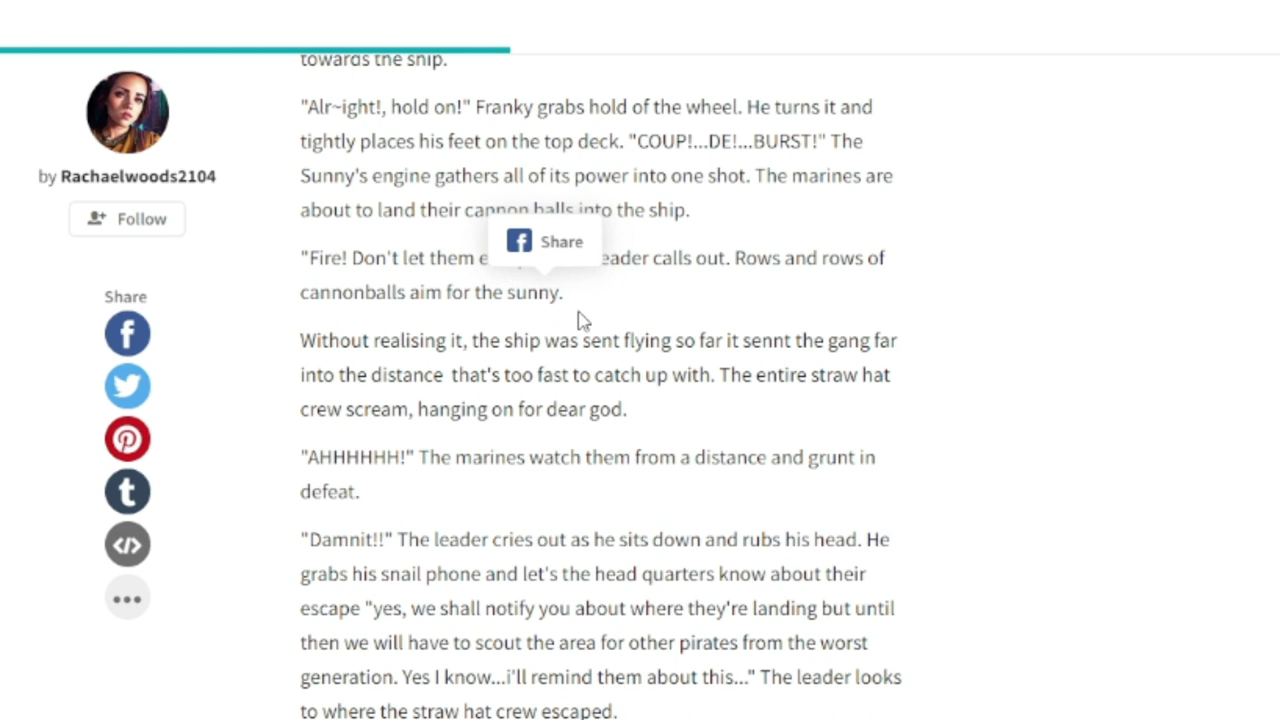 towards the ship.
by Rachaelwoods2104
Follow
Share
"Alr~ight!, hold on!" Franky grabs hold of the wheel. He turns it and
tightly places his feet on the top deck. "COUP!...DE!...BURST!" The
Sunny's engine gathers all of its power into one shot. The marines are
about to land their cannon balls into the ship.
Share
"Fire! Don't let them eader calls out. Rows and rows of
cannonballs aim for the sunny.
Without realising it, the ship was sent flying so far it sennt the gang far
into the distance that's too fast to catch up with. The entire straw hat
crew scream, hanging on for dear god.
"AHHHHHH!" The marines watch them from a distance and grunt in
defeat.
"Damnit!!" The leader cries out as he sits down and rubs his head. He
grabs his snail phone and let's the head quarters know about their
escape "yes, we shall notify you about where they're landing but until
then we will have to scout the area for other pirates from the worst
generation. Yes I know...i'll remind them about this..." The leader looks
to where the straw hat crew escaped.